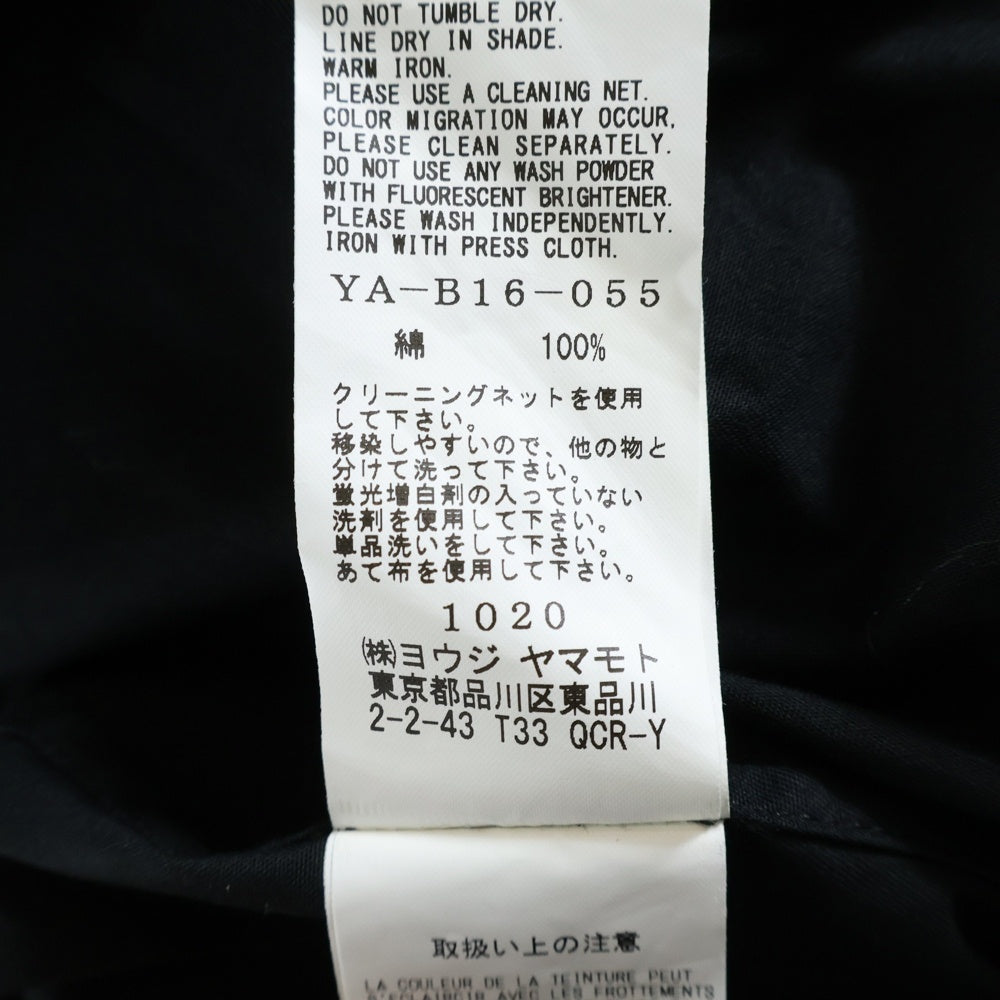 DO NOT TUMBLE DRY.
LINE DRY IN SHADE.
WARM IRON.
PLEASE USE A CLEANING NET.
COLOR MIGRATION MAY OCCUR,
PLEASE CLEAN SEPARATELY.
DO NOT USE ANY WASH POWDER
WITH FLUORESCENT BRIGHTENER.
PLEASE WASH INDEPENDENTLY.
IRON WITH PRESS CLOTH.
YA-B16-055
綿 100%
クリーニングネットを使用
して下さい。
移染しやすいので、他の物と
分けて洗って下さい。
蛍光増白剤の入っていない
洗剤を使用して下さい。
単品洗いをして下さい。
あて布を使用して下さい。
1020
(株)ヨウジ ヤマモト
東京都品川区東品川
2-2-43 T33 QCR-Y
取扱い上の注意
LA COULEUR DE LA TEINTURE PEUT
S'ECLAIRCIR AVEC LES FROTTEMENTS